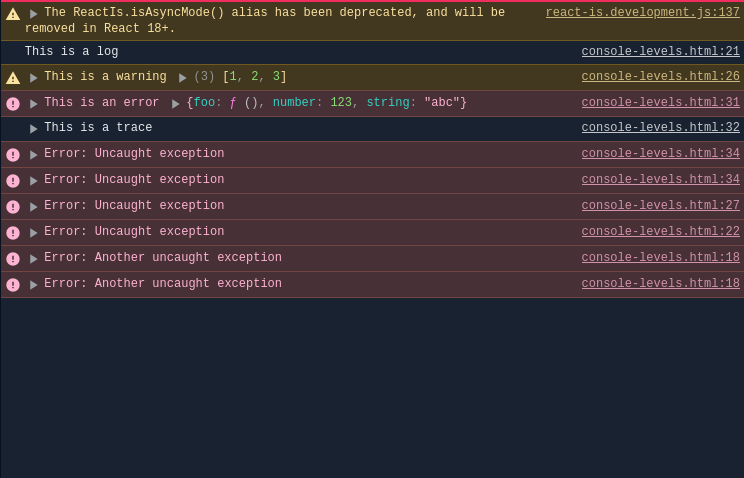 The ReactIs.isAsyncMode() alias has been deprecated, and will be react-is.development.js:137
removed in React 18+.
This is a log console-levels.html:21
This is a warning (3) [1, 2, 3] console-levels.html:26
This is an error {foo: ƒ (), number: 123, string: "abc"} console-levels.html:31
This is a trace console-levels.html:32
Error: Uncaught exception console-levels.html:34
Error: Uncaught exception console-levels.html:34
Error: Uncaught exception console-levels.html:27
Error: Uncaught exception console-levels.html:22
Error: Another uncaught exception console-levels.html:18
Error: Another uncaught exception console-levels.html:18